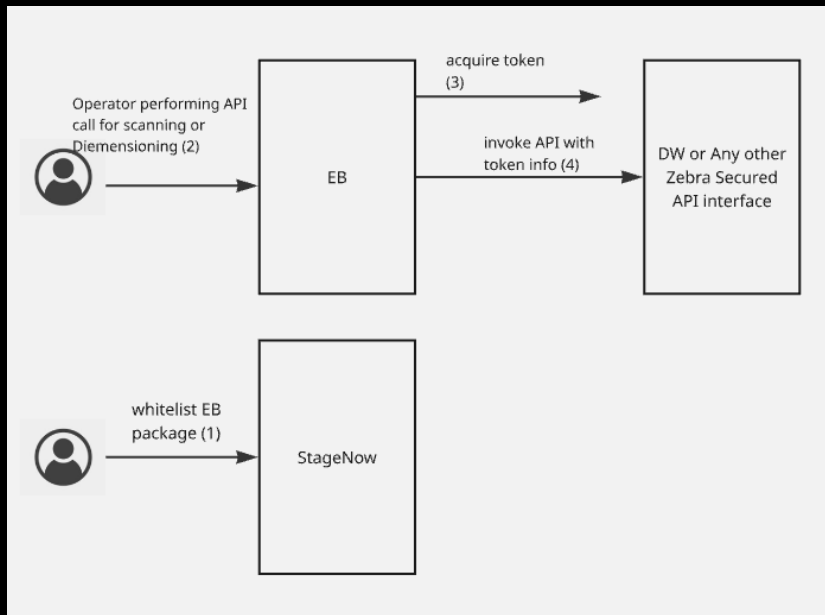 acquire token
(3)
Operator performing API
call for scanning or
Diemensioning (2)
invoke API with
token info (4)
EB
DW or Any other
Zebra Secured
API interface
whitelist EB
package (1)
StageNow